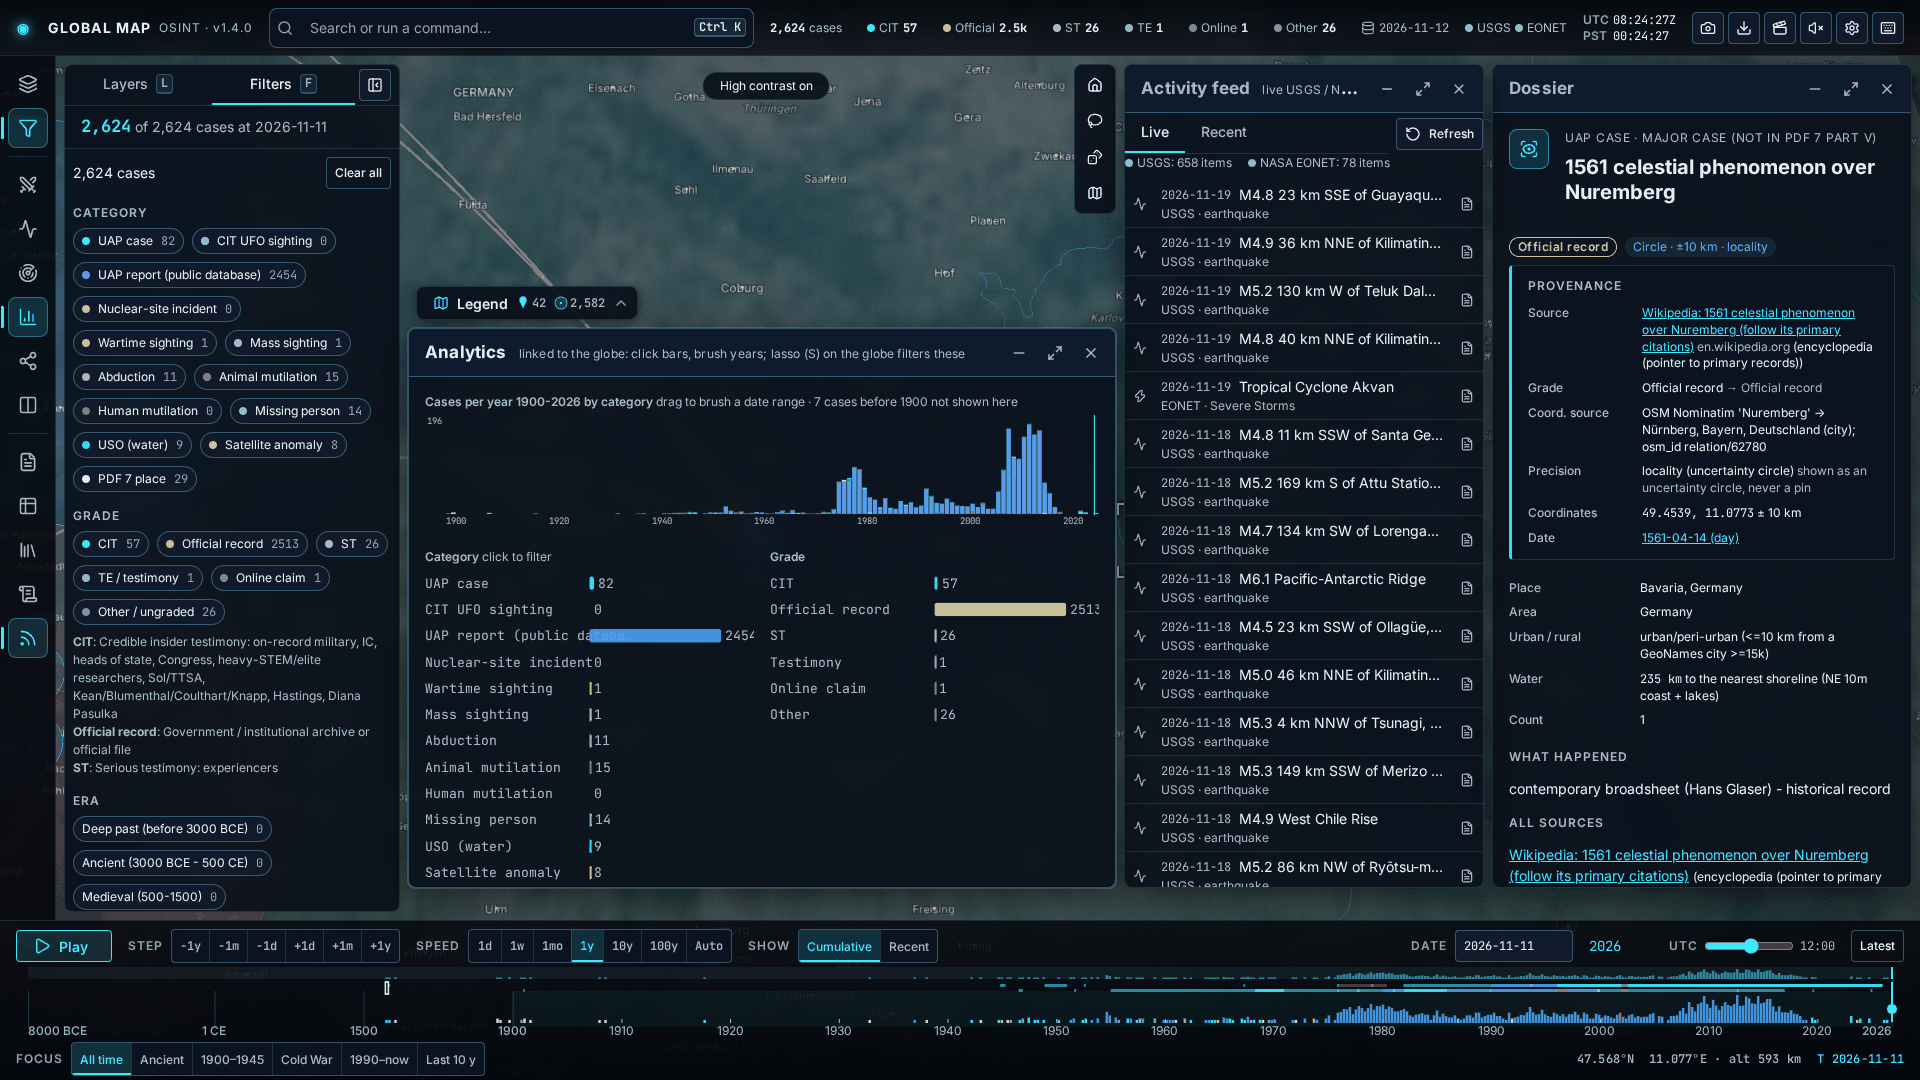 GLOBAL MAP OSINT · v1.4.0
Search or run a command...
Ctrl K
2,624 cases
CIT 57
Official 2.5k
ST 26
TE 1
Online 1
Other 26
2026-11-12
USGS
EONET
UTC 08:24:27Z
PST 00:24:27
Layers L
Filters F
2,624 of 2,624 cases at 2026-11-11
2,624 cases
Clear all
CATEGORY
UAP case 82
CIT UFO sighting 0
UAP report (public database) 2454
Nuclear-site incident 0
Wartime sighting 1
Mass sighting 1
Abduction 11
Animal mutilation 15
Human mutilation 0
Missing person 14
USO (water) 9
Satellite anomaly 8
PDF 7 place 29
GRADE
CIT 57
Official record 2513
ST 26
TE / testimony 1
Online claim 1
Other / ungraded 26
CIT: Credible insider testimony: on-record military, IC,
heads of state, Congress, heavy-STEM/elite
researchers, Sol/TTSA,
Kean/Blumenthal/Coulthart/Knapp, Hastings, Diana
Pasulka
Official record: Government / institutional archive or
official file
ST: Serious testimony: experiencers
ERA
Deep past (before 3000 BCE) 0
Ancient (3000 BCE - 500 CE) 0
Medieval (500-1500) 0
High contrast on
GERMANY
Bad Hersfeld
Eisenach
Gotha
Thüringen
Jena
Zeitz
Altenburg
Gera
Zwickau
Ilmenau
Saalfeld
Suhl
Fulda
Plauen
Hof
Coburg
Karlov
Ulm
Freising
Legend 42 2,582
Analytics linked to the globe: click bars, brush years; lasso (S) on the globe filters these
Cases per year 1900-2026 by category drag to brush a date range · 7 cases before 1900 not shown here
196
1900
1920
1940
1960
1980
2000
2020
Category click to filter
UAP case 82
CIT UFO sighting 0
UAP report (public databa… 2454
Nuclear-site incident 0
Wartime sighting 1
Mass sighting 1
Abduction 11
Animal mutilation 15
Human mutilation 0
Missing person 14
USO (water) 9
Satellite anomaly 8
Grade
CIT 57
Official record 2513
ST 26
Testimony 1
Online claim 1
Other 26
Activity feed live USGS / N...
Live
Recent
Refresh
USGS: 658 items
NASA EONET: 78 items
2026-11-19 M4.8 23 km SSE of Guayaqu...
USGS · earthquake
2026-11-19 M4.9 36 km NNE of Kilimatin...
USGS · earthquake
2026-11-19 M5.2 130 km W of Teluk Dal...
USGS · earthquake
2026-11-19 M4.8 40 km NNE of Kilimatin...
USGS · earthquake
2026-11-19 Tropical Cyclone Akvan
EONET · Severe Storms
2026-11-18 M4.8 11 km SSW of Santa Ge...
USGS · earthquake
2026-11-18 M5.2 169 km S of Attu Statio...
USGS · earthquake
2026-11-18 M4.7 134 km SW of Lorenga...
USGS · earthquake
2026-11-18 M6.1 Pacific-Antarctic Ridge
USGS · earthquake
2026-11-18 M4.5 23 km SSW of Ollagüe,...
USGS · earthquake
2026-11-18 M5.0 46 km NNE of Kilimatin...
USGS · earthquake
2026-11-18 M5.3 4 km NNW of Tsunagi, ...
USGS · earthquake
2026-11-18 M5.3 149 km SSW of Merizo ...
USGS · earthquake
2026-11-18 M4.9 West Chile Rise
USGS · earthquake
2026-11-18 M5.2 86 km NW of Ryōtsu-m...
USGS · earthquake
Dossier
UAP CASE · MAJOR CASE (NOT IN PDF 7 PART V)
1561 celestial phenomenon over
Nuremberg
Official record
Circle · ±10 km · locality
PROVENANCE
Source Wikipedia: 1561 celestial phenomenon
over Nuremberg (follow its primary
citations) en.wikipedia.org (encyclopedia
(pointer to primary records))
Grade Official record → Official record
Coord. source OSM Nominatim 'Nuremberg' →
Nürnberg, Bayern, Deutschland (city);
osm_id relation/62780
Precision locality (uncertainty circle) shown as an
uncertainty circle, never a pin
Coordinates 49.4539, 11.0773 ± 10 km
Date 1561-04-14 (day)
Place Bavaria, Germany
Area Germany
Urban / rural urban/peri-urban (<=10 km from a
GeoNames city >=15k)
Water 235 km to the nearest shoreline (NE 10m
coast + lakes)
Count 1
WHAT HAPPENED
contemporary broadsheet (Hans Glaser) - historical record
ALL SOURCES
Wikipedia: 1561 celestial phenomenon over Nuremberg
(follow its primary citations) (encyclopedia (pointer to primary
Play
STEP -1y -1m -1d +1d +1m +1y
SPEED 1d 1w 1mo 1y 10y 100y Auto
SHOW Cumulative Recent
DATE 2026-11-11 2026
UTC 12:00
Latest
8000 BCE
1 CE
1500
1900
1910
1920
1930
1940
1950
1960
1970
1980
1990
2000
2010
2020
2026
FOCUS All time Ancient 1900–1945 Cold War 1990–now Last 10 y
47.568°N 11.077°E · alt 593 km T 2026-11-11